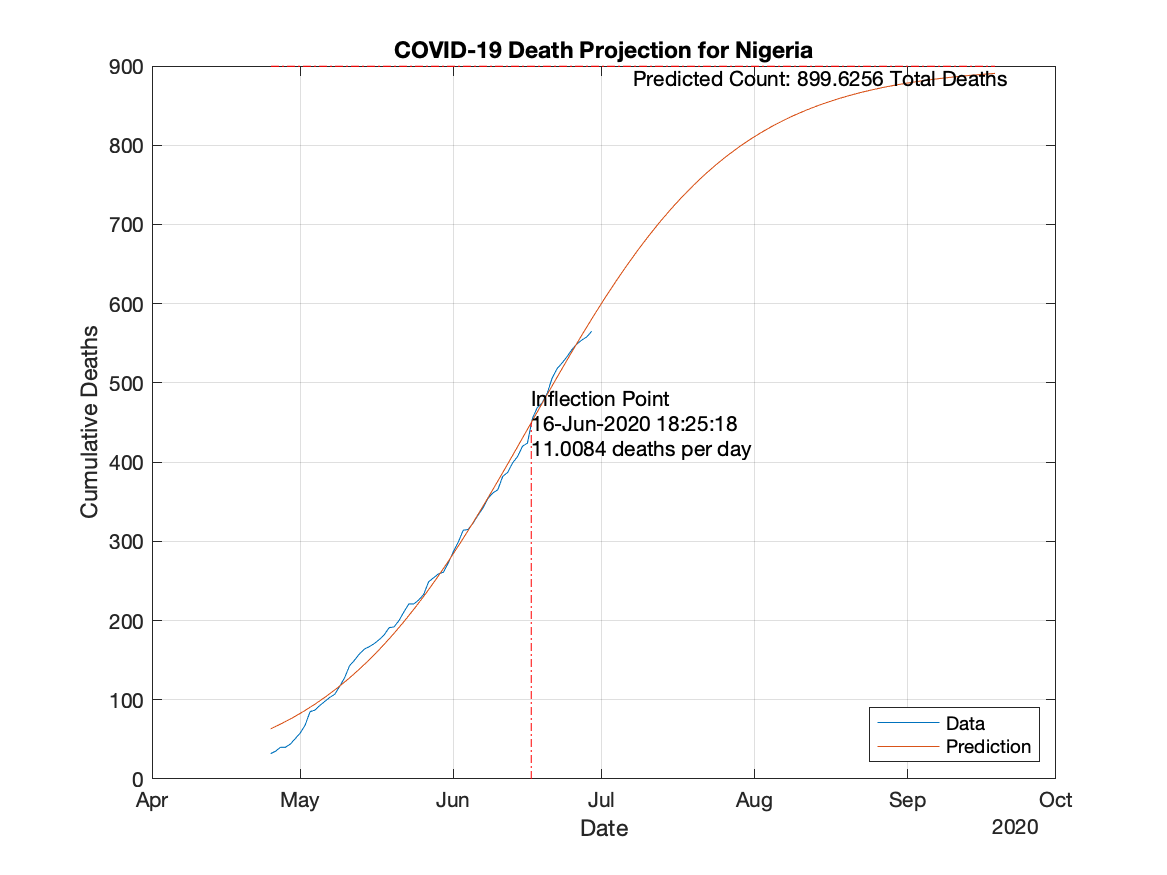 COVID-19 Death Projection for Nigeria
900
Predicted Count: 899.6256 Total Deaths
800
700
600
500
Inflection Point
16-Jun-2020 18:25:18
11.0084 deaths per day
400
300
200
100
0
Cumulative Deaths
Data
Prediction
Apr May Jun Jul Aug Sep Oct
Date
2020